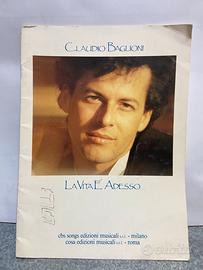 CLAUDIO BAGLIONI
LA VITA È ADESSO
cbs songs edizioni musicali s.r.l. - milano
cosa edizioni musicali s.r.l. - roma